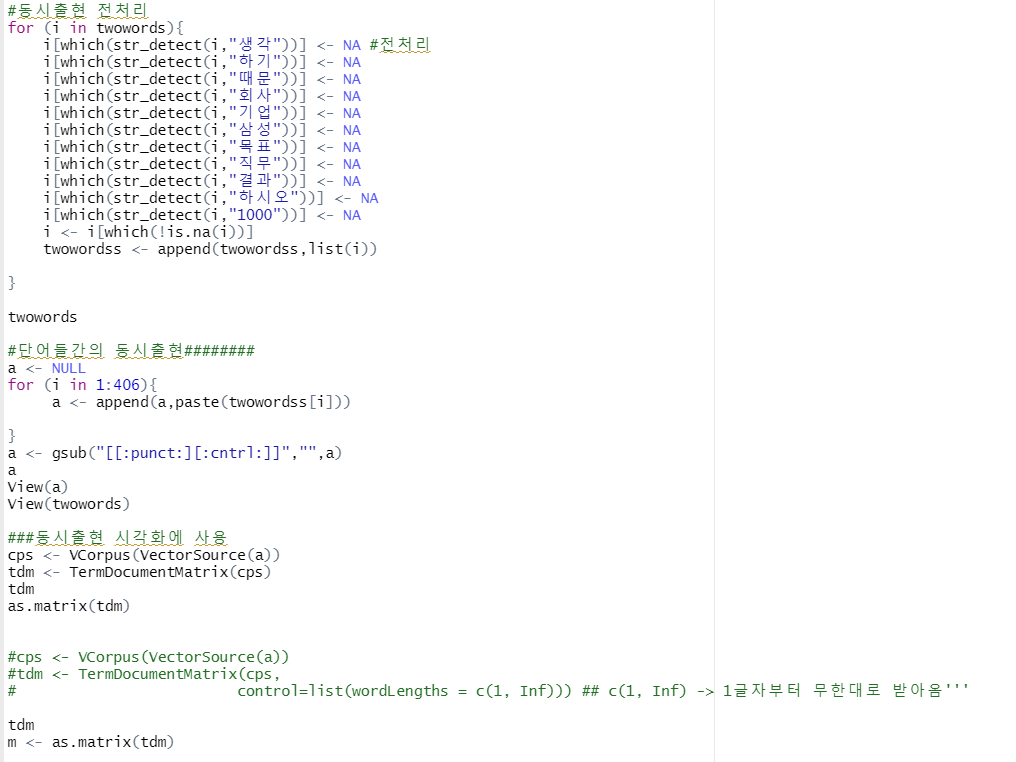 #동시출현 전처리
for (i in twowords){
    i[which(str_detect(i,"생각"))] <- NA #전처리
    i[which(str_detect(i,"하기"))] <- NA
    i[which(str_detect(i,"때문"))] <- NA
    i[which(str_detect(i,"회사"))] <- NA
    i[which(str_detect(i,"기업"))] <- NA
    i[which(str_detect(i,"삼성"))] <- NA
    i[which(str_detect(i,"목표"))] <- NA
    i[which(str_detect(i,"직무"))] <- NA
    i[which(str_detect(i,"결과"))] <- NA
    i[which(str_detect(i,"하시오"))] <- NA
    i[which(str_detect(i,"1000"))] <- NA
    i <- i[which(!is.na(i))]
    twowordss <- append(twowordss,list(i))
}
twowords
#단어들간의 동시출현########
a <- NULL
for (i in 1:406){
     a <- append(a,paste(twowordss[i]))
}
a <- gsub("[[:punct:][:cntrl:]]","",a)
a
View(a)
View(twowords)
###동시출현 시각화에 사용
cps <- VCorpus(VectorSource(a))
tdm <- TermDocumentMatrix(cps)
tdm
as.matrix(tdm)
#cps <- VCorpus(VectorSource(a))
#tdm <- TermDocumentMatrix(cps,
#                         control=list(wordLengths = c(1, Inf))) ## c(1, Inf) -> 1글자부터 무한대로 받아옴'''
tdm
m <- as.matrix(tdm)